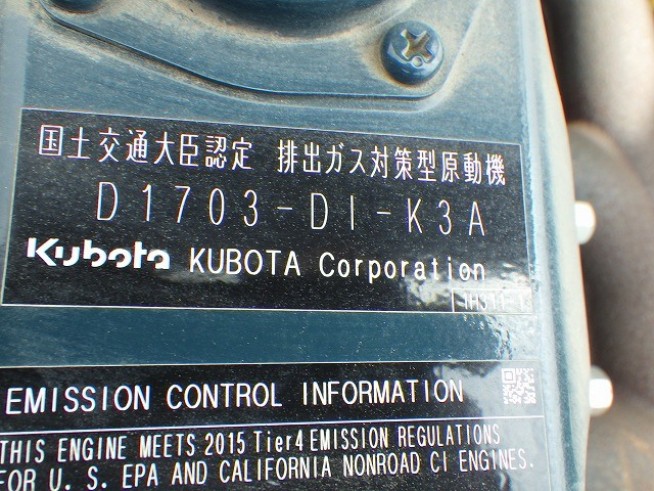 国土交通大臣認定 排出ガス対策型原動機
D1703-DI-K3A
Kubota KUBOTA Corporation
EMISSION CONTROL INFORMATION
THIS ENGINE MEETS 2015 Tier4 EMISSION REGULATIONS
FOR U. S. EPA AND CALIFORNIA NONROAD CI ENGINES.